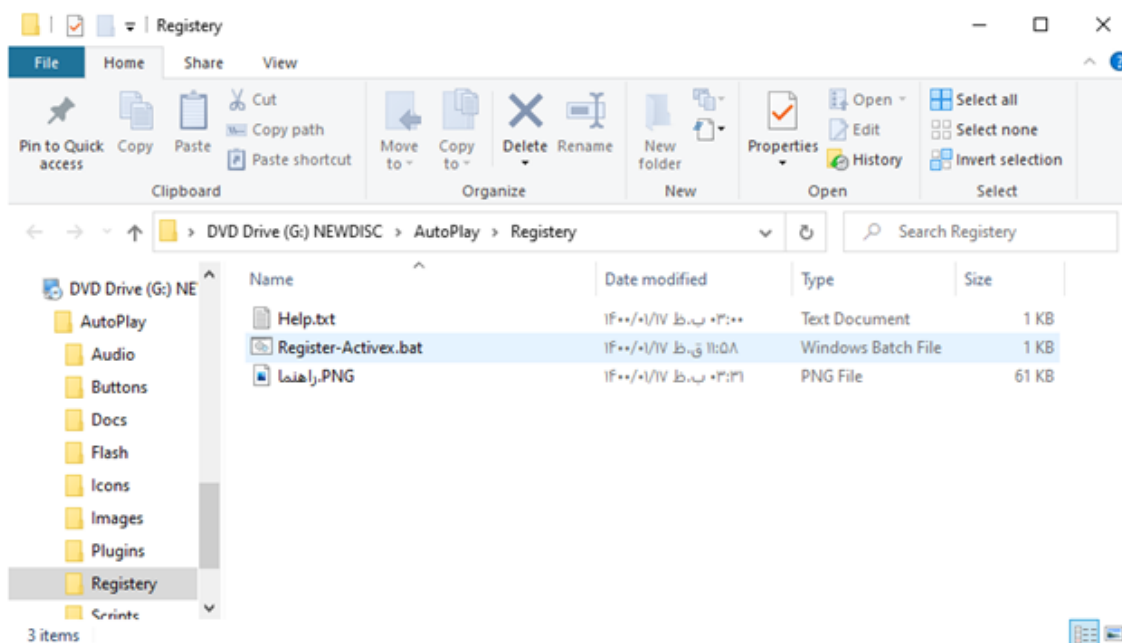 Registery
File Home Share View
Pin to Quick access
Copy
Paste
Cut
Copy path
Paste shortcut
Clipboard
Move to
Copy to
Delete
Rename
Organize
New folder
New
Properties
Open
Edit
History
Open
Select all
Select none
Invert selection
Select
DVD Drive (G:) NEWDISC > AutoPlay > Registery
Search Registery
DVD Drive (G:) NE
AutoPlay
Audio
Buttons
Docs
Flash
Icons
Images
Plugins
Registery
Scripts
Name Date modified Type Size
Help.txt ۱۴۰۰/۰۱/۱۷ ب.ظ ۰۳:۰۰ Text Document 1 KB
Register-Activex.bat ۱۴۰۰/۰۱/۱۷ ق.ظ ۱۱:۵۸ Windows Batch File 1 KB
راهنما.PNG ۱۴۰۰/۰۱/۱۷ ب.ظ ۰۳:۳۱ PNG File 61 KB
3 items